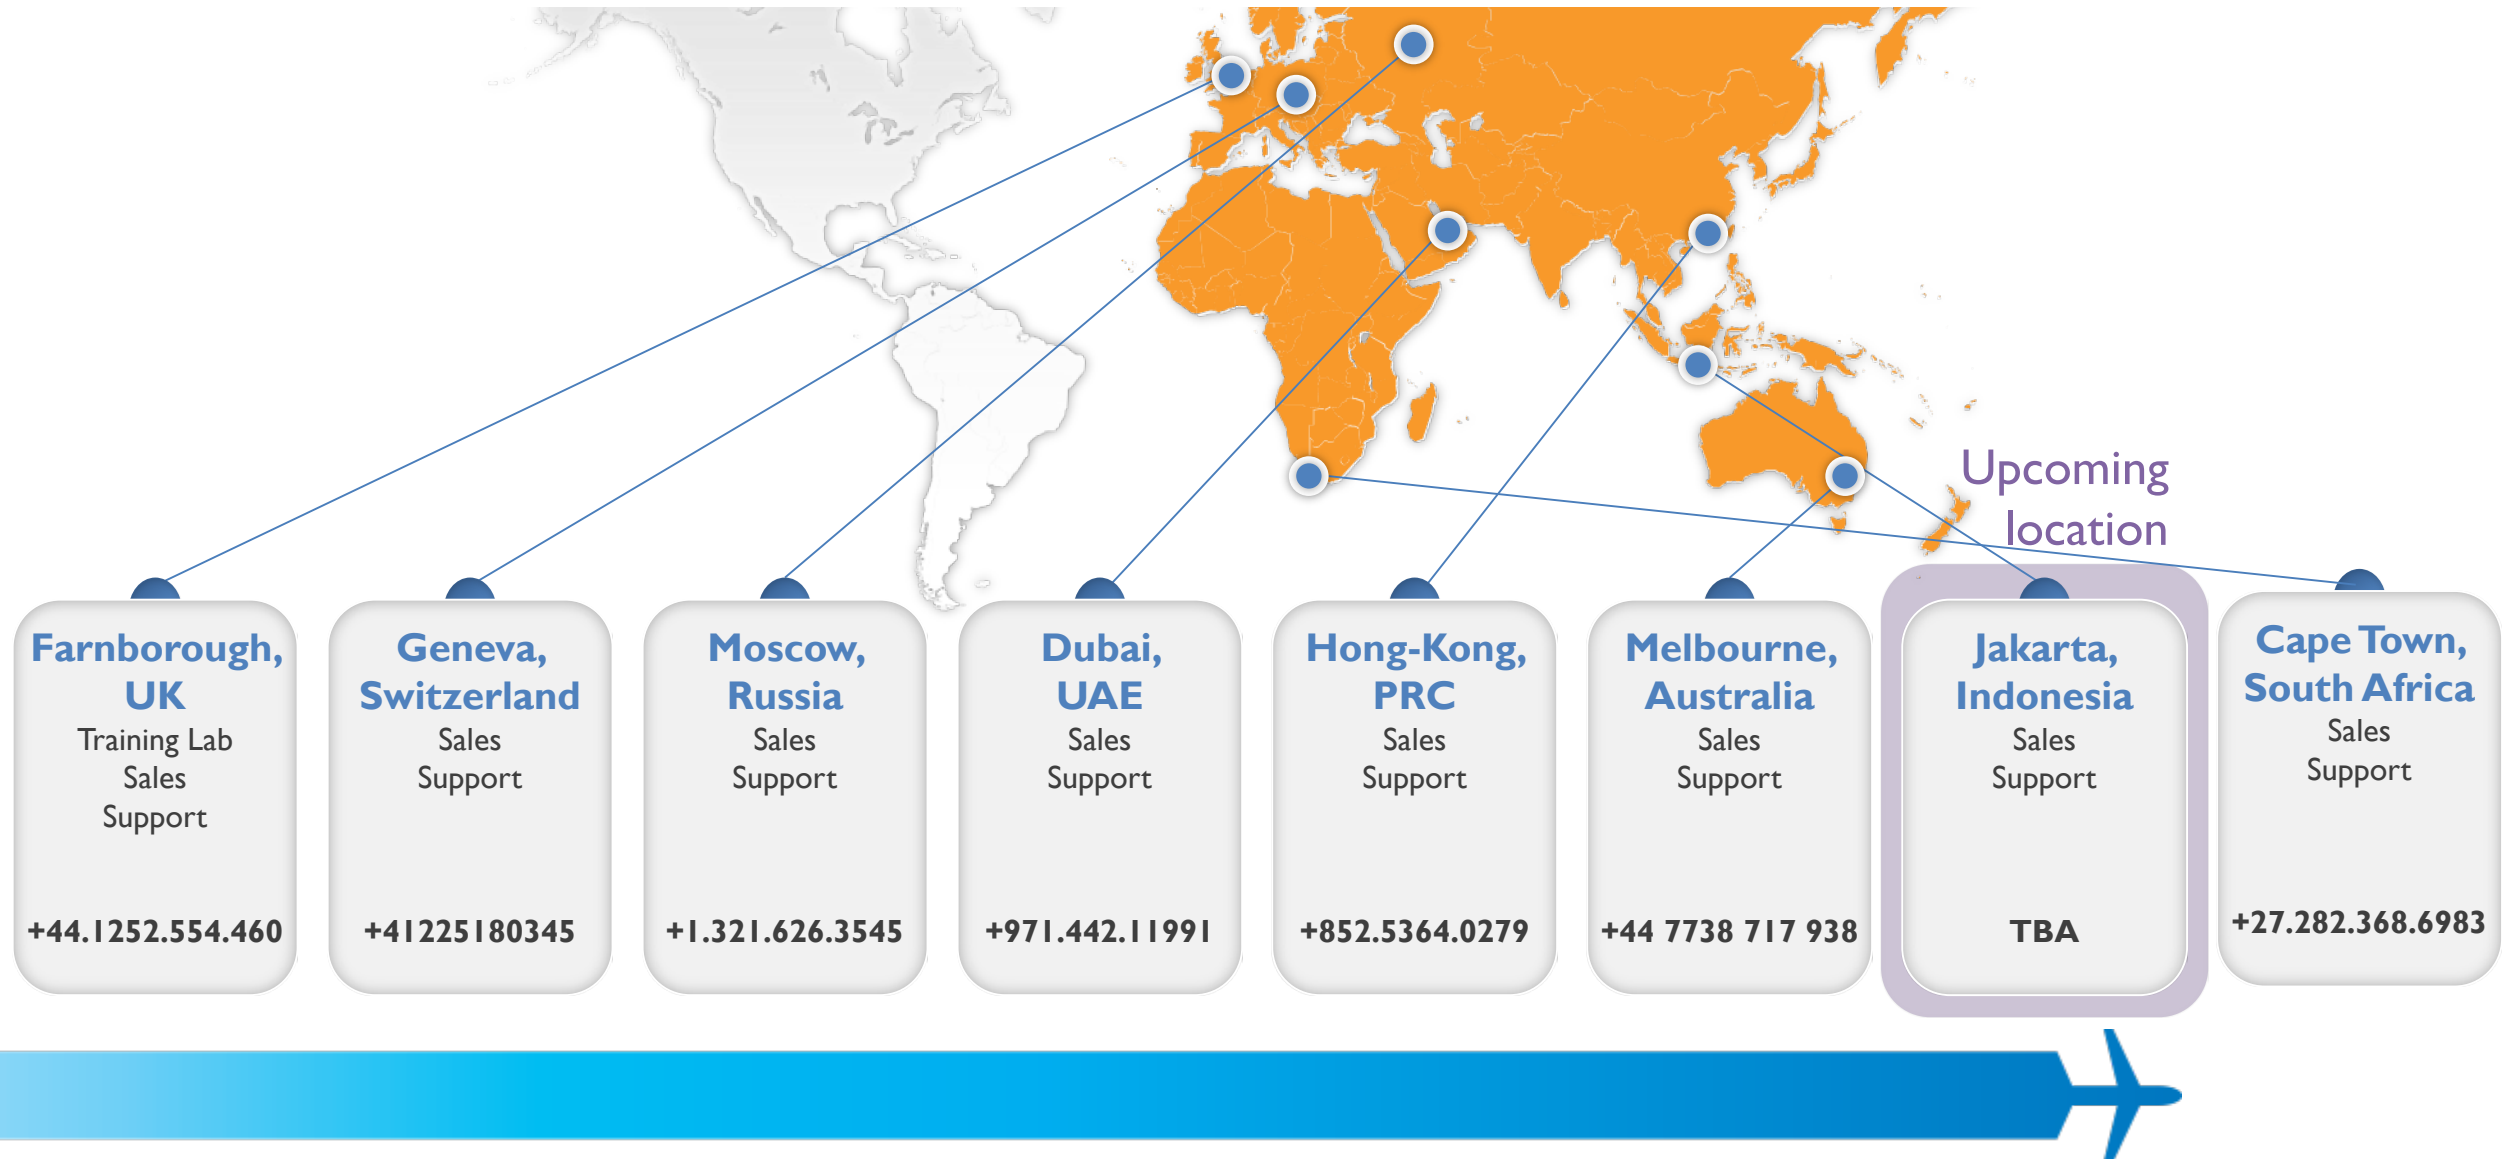 Upcoming
location
Farnborough,
UK
Training Lab
Sales
Support
+44.1252.554.460
Geneva,
Switzerland
Sales
Support
+41225180345
Moscow,
Russia
Sales
Support
+1.321.626.3545
Dubai,
UAE
Sales
Support
+971.442.11991
Hong-Kong,
PRC
Sales
Support
+852.5364.0279
Melbourne,
Australia
Sales
Support
+44 7738 717 938
Jakarta,
Indonesia
Sales
Support
TBA
Cape Town,
South Africa
Sales
Support
+27.282.368.6983